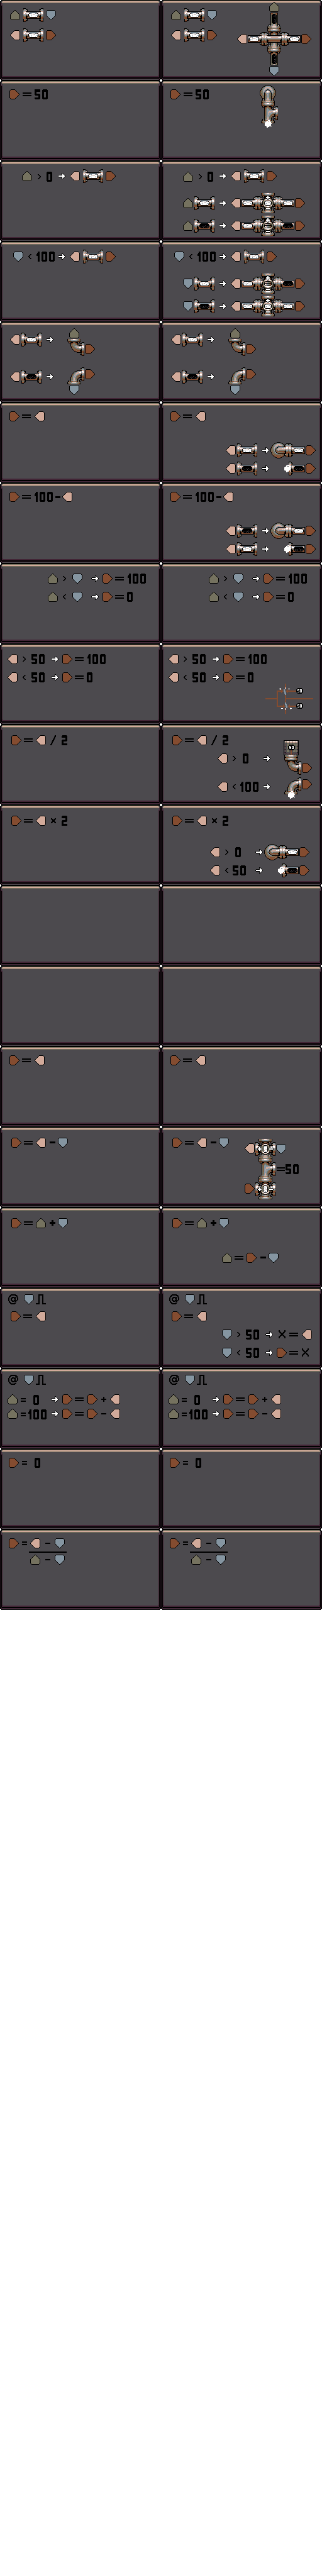 = 50
= 50
> 0 →
> 0 →
< 100 →
< 100 →
=
=
= 100 -
= 100 -
> → = 100
< → = 0
> → = 100
< → = 0
> 50 → = 100
< 50 → = 0
> 50 → = 100
< 50 → = 0
= / 2
= / 2
> 0 →
< 100 →
= × 2
= × 2
> 0 →
< 50 →
=
=
= -
= -
= 50
= +
= +
= -
@
=
@
=
> 50 → × =
< 50 → = ×
@
= 0 → = +
= 100 → = -
@
= 0 → = +
= 100 → = -
= 0
= 0
= -
-
= -
-